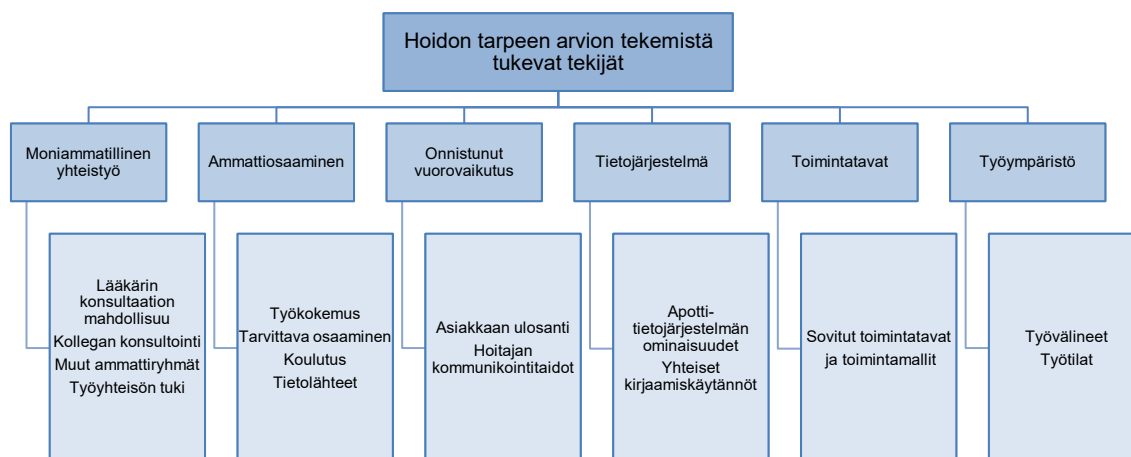 Hoidon tarpeen arvion tekemistä
tukevat tekijät
Moniammatillinen
yhteistyö
Ammattiosaaminen
Onnistunut
vuorovaikutus
Tietojärjestelmä
Toimintatavat
Työympäristö
Lääkärin
konsultaation
mahdollisuu
Kollegan konsultointi
Muut ammattiryhmät
Työyhteisön tuki
Työkokemus
Tarvittava osaaminen
Koulutus
Tietolähteet
Asiakkaan ulosanti
Hoitajan
kommunikointitaidot
Apotti-
tietojärjestelmän
ominaisuudet
Yhteiset
kirjaamiskäytännöt
Sovitut toimintatavat
ja toimintamallit
Työvälineet
Työtilat